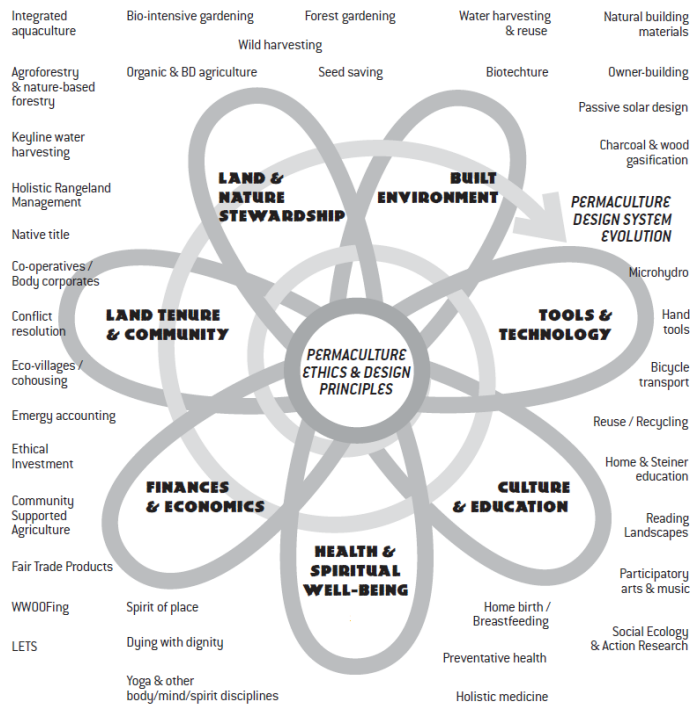 Integrated
aquaculture
Bio-intensive gardening
Forest gardening
Water harvesting
& reuse
Natural building
materials
Wild harvesting
Agroforestry
& nature-based
forestry
Organic & BD agriculture
Seed saving
Biotechture
Owner-building
Passive solar design
Keyline water
harvesting
Charcoal & wood
gasification
Holistic Rangeland
Management
LAND &
NATURE
STEWARDSHIP
BUILT
ENVIRONMENT
PERMACULTURE
DESIGN SYSTEM
EVOLUTION
Native title
Co-operatives /
Body corporates
Microhydro
Conflict
resolution
LAND TENURE
& COMMUNITY
TOOLS &
TECHNOLOGY
Hand
tools
PERMACULTURE
ETHICS & DESIGN
PRINCIPLES
Eco-villages /
cohousing
Bicycle
transport
Emergy accounting
Reuse / Recycling
Ethical
Investment
Home & Steiner
education
FINANCES
& ECONOMICS
CULTURE
& EDUCATION
Community
Supported
Agriculture
Reading
Landscapes
HEALTH &
SPIRITUAL
WELL-BEING
Fair Trade Products
Participatory
arts & music
WWOOFing
Spirit of place
Home birth /
Breastfeeding
LETS
Dying with dignity
Social Ecology
& Action Research
Preventative health
Yoga & other
body/mind/spirit disciplines
Holistic medicine